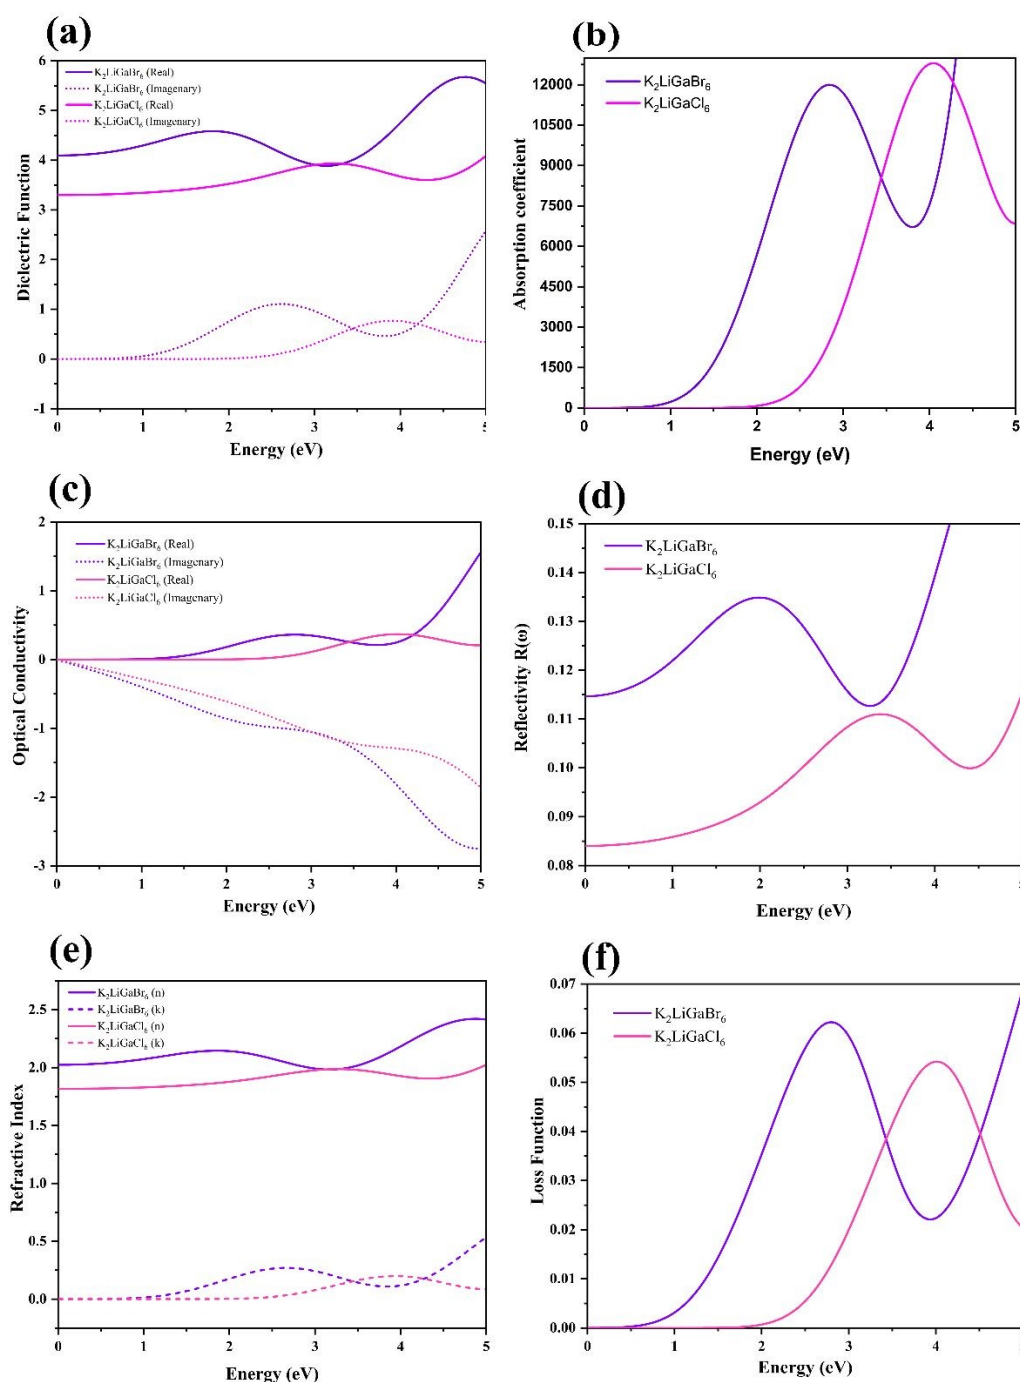 (a)
6
5
4
3
2
1
0
-1
Dielectric Function
K2LiGaBr6 (Real)
K2LiGaBr6 (Imagenary)
K2LiGaCl6 (Real)
K2LiGaCl6 (Imagenary)
0 1 2 3 4 5
Energy (eV)
(b)
12000
10500
9000
7500
6000
4500
3000
1500
0
Absorption coefficient
K2LiGaBr6
K2LiGaCl6
0 1 2 3 4 5
Energy (eV)
(c)
2
1
0
-1
-2
-3
Optical Conductivity
K2LiGaBr6 (Real)
K2LiGaBr6 (Imagenary)
K2LiGaCl6 (Real)
K2LiGaCl6 (Imagenary)
0 1 2 3 4 5
Energy (eV)
(d)
0.15
0.14
0.13
0.12
0.11
0.10
0.09
0.08
Reflectivity R(ω)
K2LiGaBr6
K2LiGaCl6
0 1 2 3 4 5
Energy (eV)
(e)
2.5
2.0
1.5
1.0
0.5
0.0
Refractive Index
K2LiGaBr6 (n)
K2LiGaBr6 (k)
K2LiGaCl6 (n)
K2LiGaCl6 (k)
0 1 2 3 4 5
Energy (eV)
(f)
0.07
0.06
0.05
0.04
0.03
0.02
0.01
0.00
Loss Function
K2LiGaBr6
K2LiGaCl6
0 1 2 3 4 5
Energy (eV)